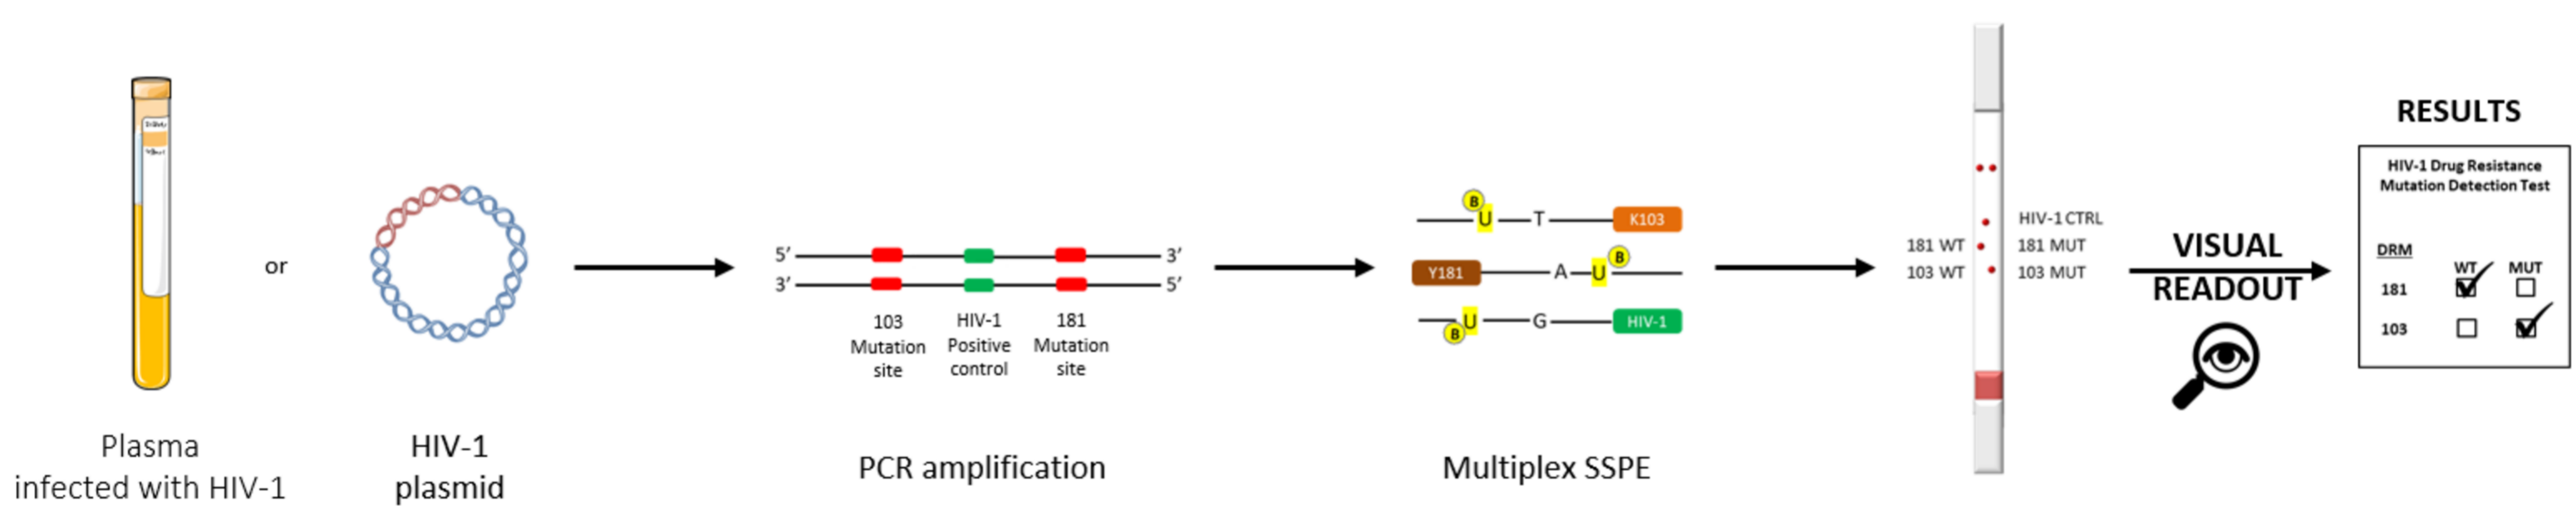 Plasma
infected with HIV-1
or
HIV-1
plasmid
5’
3’
3’
5’
103
Mutation
site
HIV-1
Positive
control
181
Mutation
site
PCR amplification
B
U
T
K103
Y181
A
U
B
B
U
G
HIV-1
Multiplex SSPE
HIV-1 CTRL
181 WT
181 MUT
103 WT
103 MUT
VISUAL
READOUT
RESULTS
HIV-1 Drug Resistance
Mutation Detection Test
DRM
WT
MUT
181
103